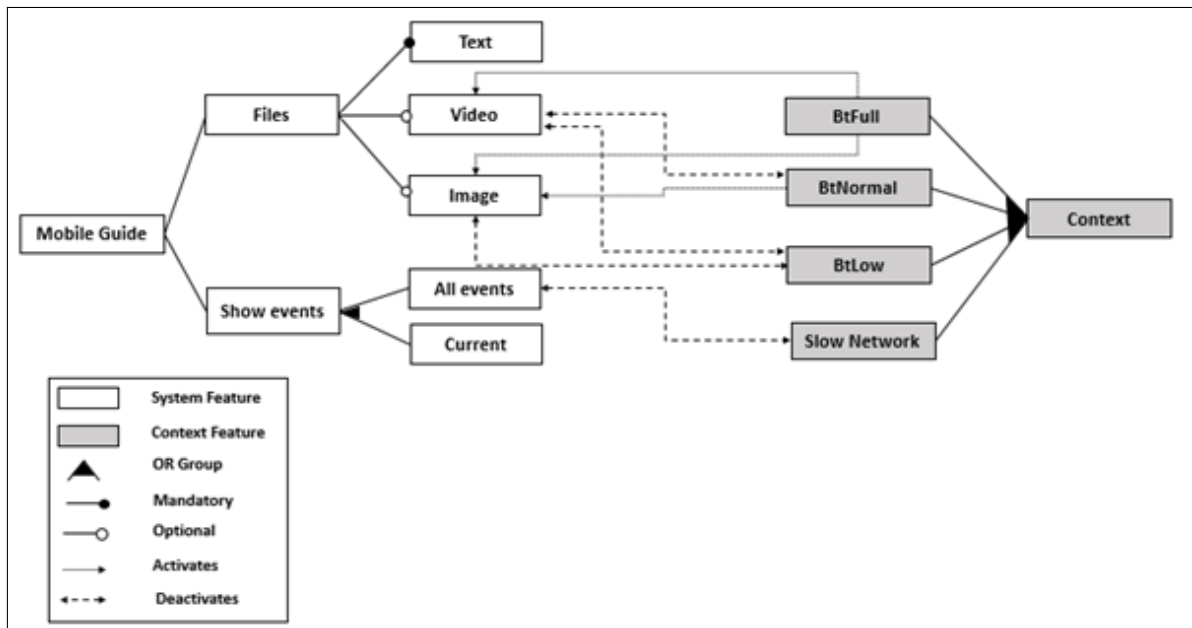 Text
Files
Video
BtFull
Image
BtNormal
Mobile Guide
Context
BtLow
All events
Show events
Current
Slow Network
System Feature
Context Feature
OR Group
Mandatory
Optional
Activates
Deactivates